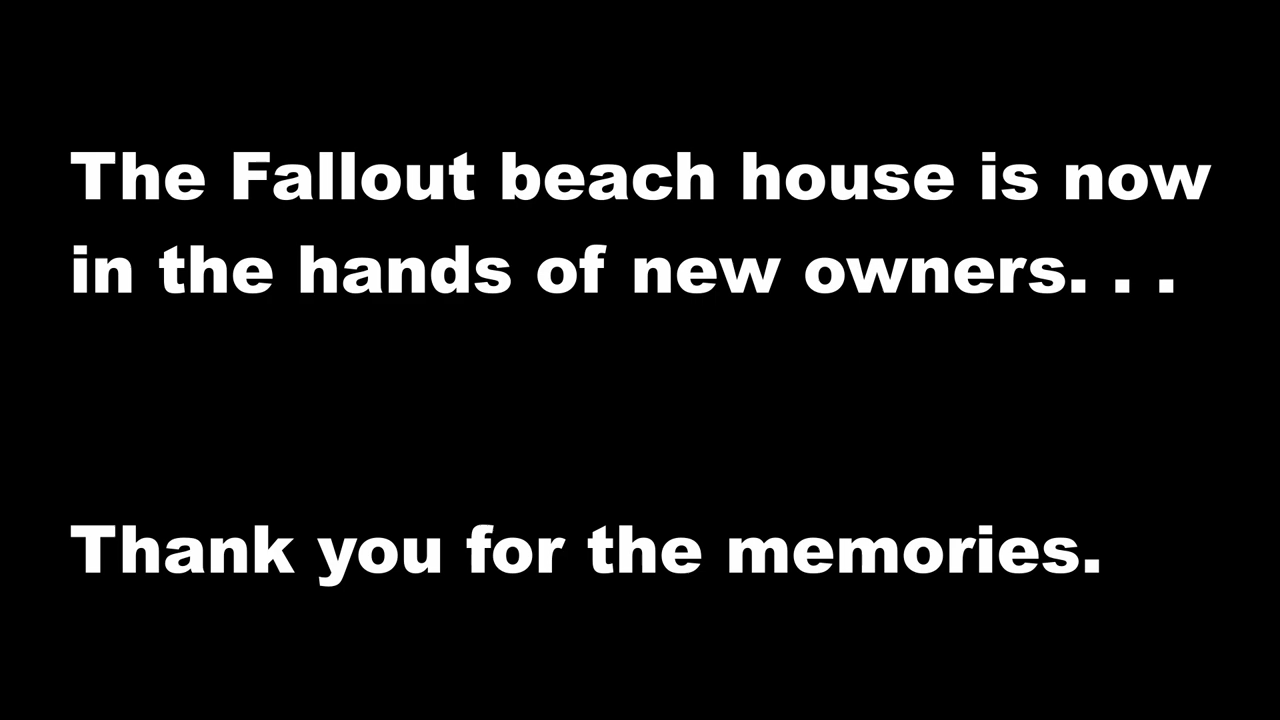 The Fallout beach house is now
in the hands of new owners. . .
Thank you for the memories.